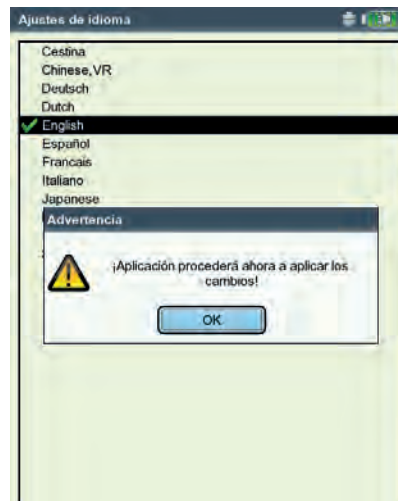 Ajustes de idioma
Cestina
Chinese,VR
Deutsch
Dutch
English
Español
Francais
Italiano
Japanese
Advertencia
¡Aplicación procederá ahora a aplicar los
cambios!
OK